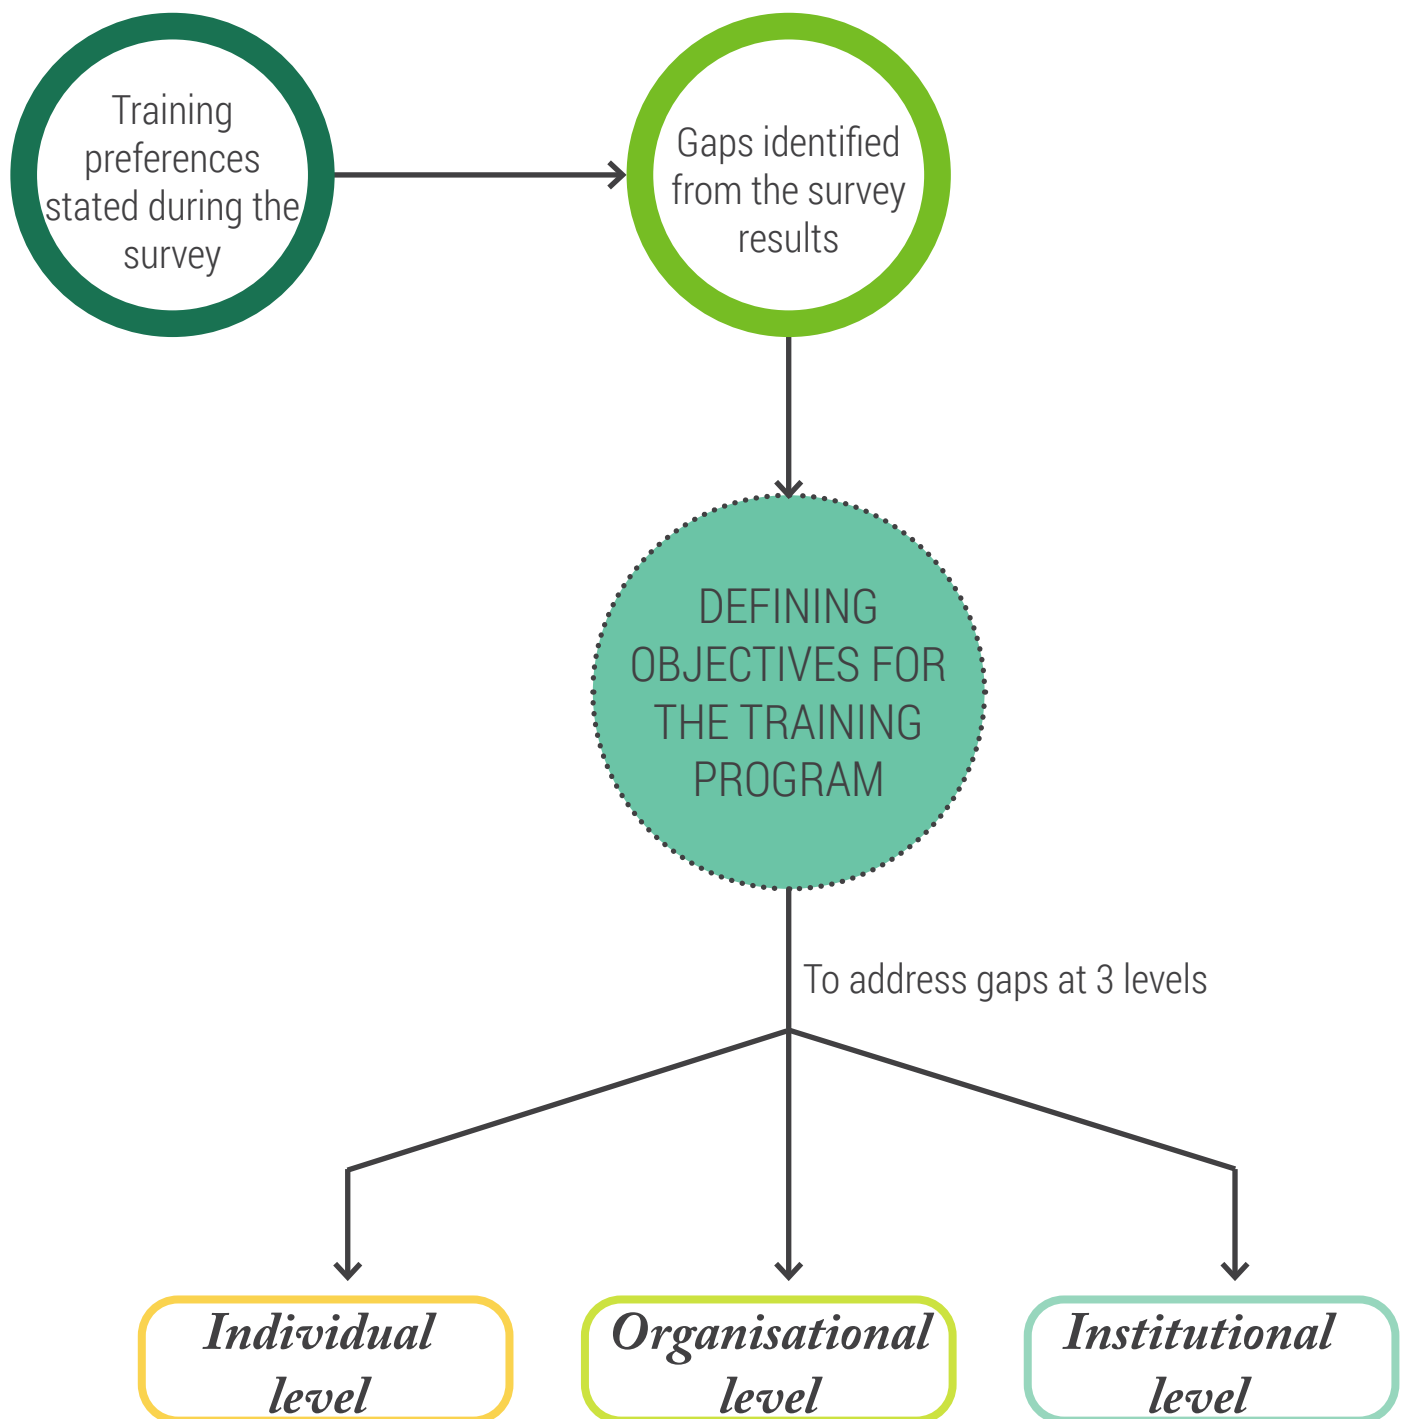 Training
preferences
stated during the
survey
Gaps identified
from the survey
results
DEFINING
OBJECTIVES FOR
THE TRAINING
PROGRAM
To address gaps at 3 levels
Individual
level
Organisational
level
Institutional
level